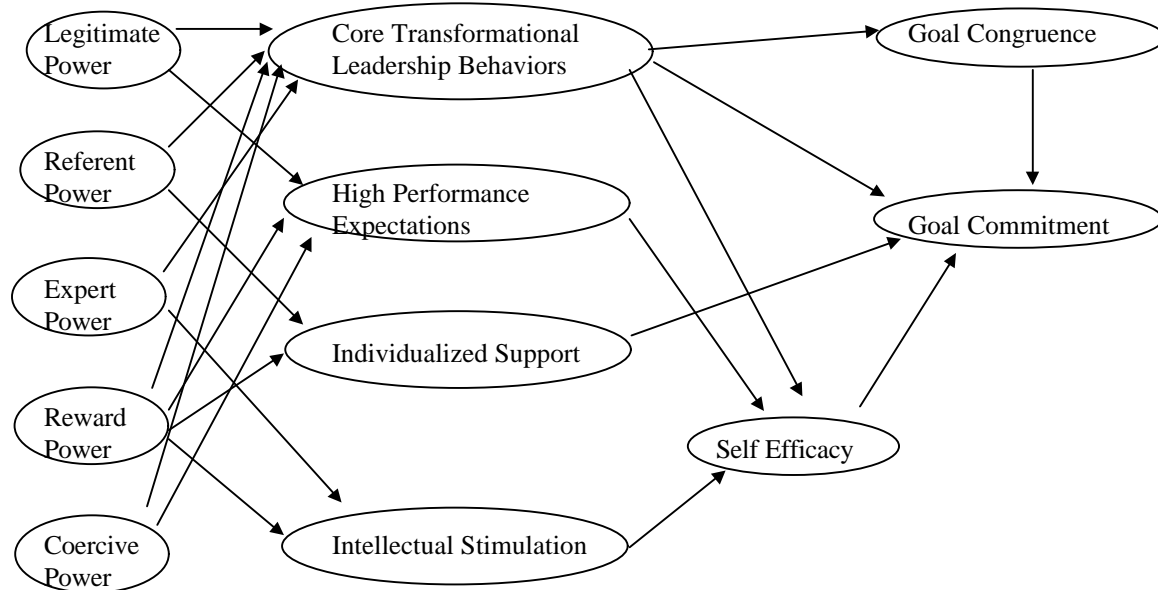 Legitimate
Power
Core Transformational
Leadership Behaviors
Goal Congruence
Referent
Power
High Performance
Expectations
Goal Commitment
Expert
Power
Individualized Support
Reward
Power
Self Efficacy
Coercive
Power
Intellectual Stimulation